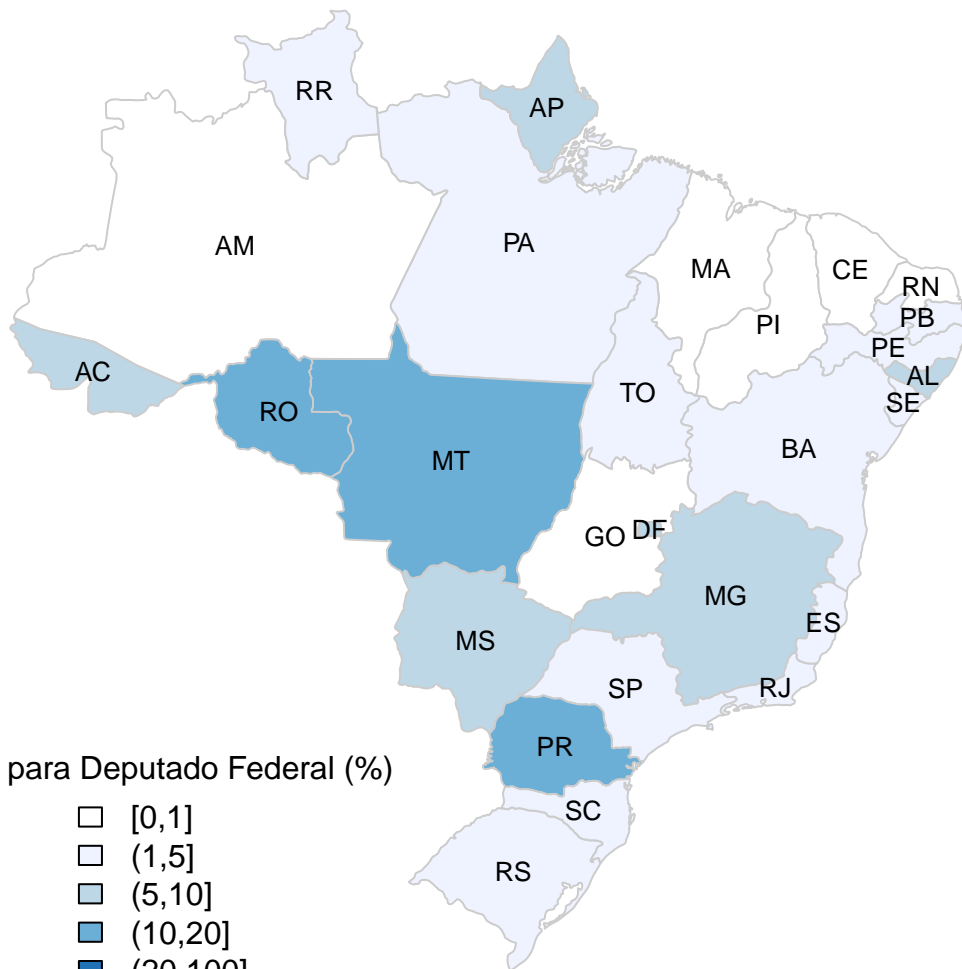 RR
AP
AM
PA
MA
CE
RN
PI
PB
PE
AC
TO
AL
RO
SE
BA
MT
GO
DF
MG
ES
MS
SP
RJ
PR
para Deputado Federal (%)
SC
[0,1]
(1,5]
RS
(5,10]
(10,20]
(20,100]